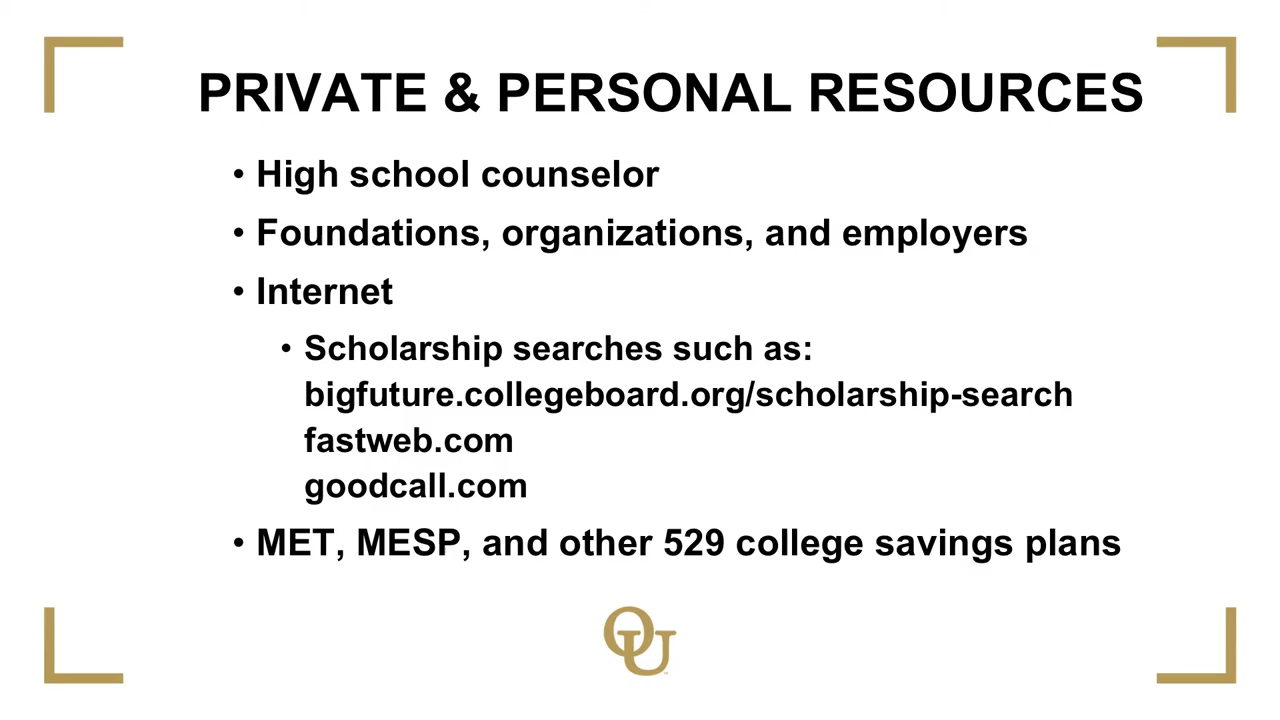 PRIVATE & PERSONAL RESOURCES
• High school counselor
• Foundations, organizations, and employers
• Internet
• Scholarship searches such as:
bigfuture.collegeboard.org/scholarship-search
fastweb.com
goodcall.com
• MET, MESP, and other 529 college savings plans
OU